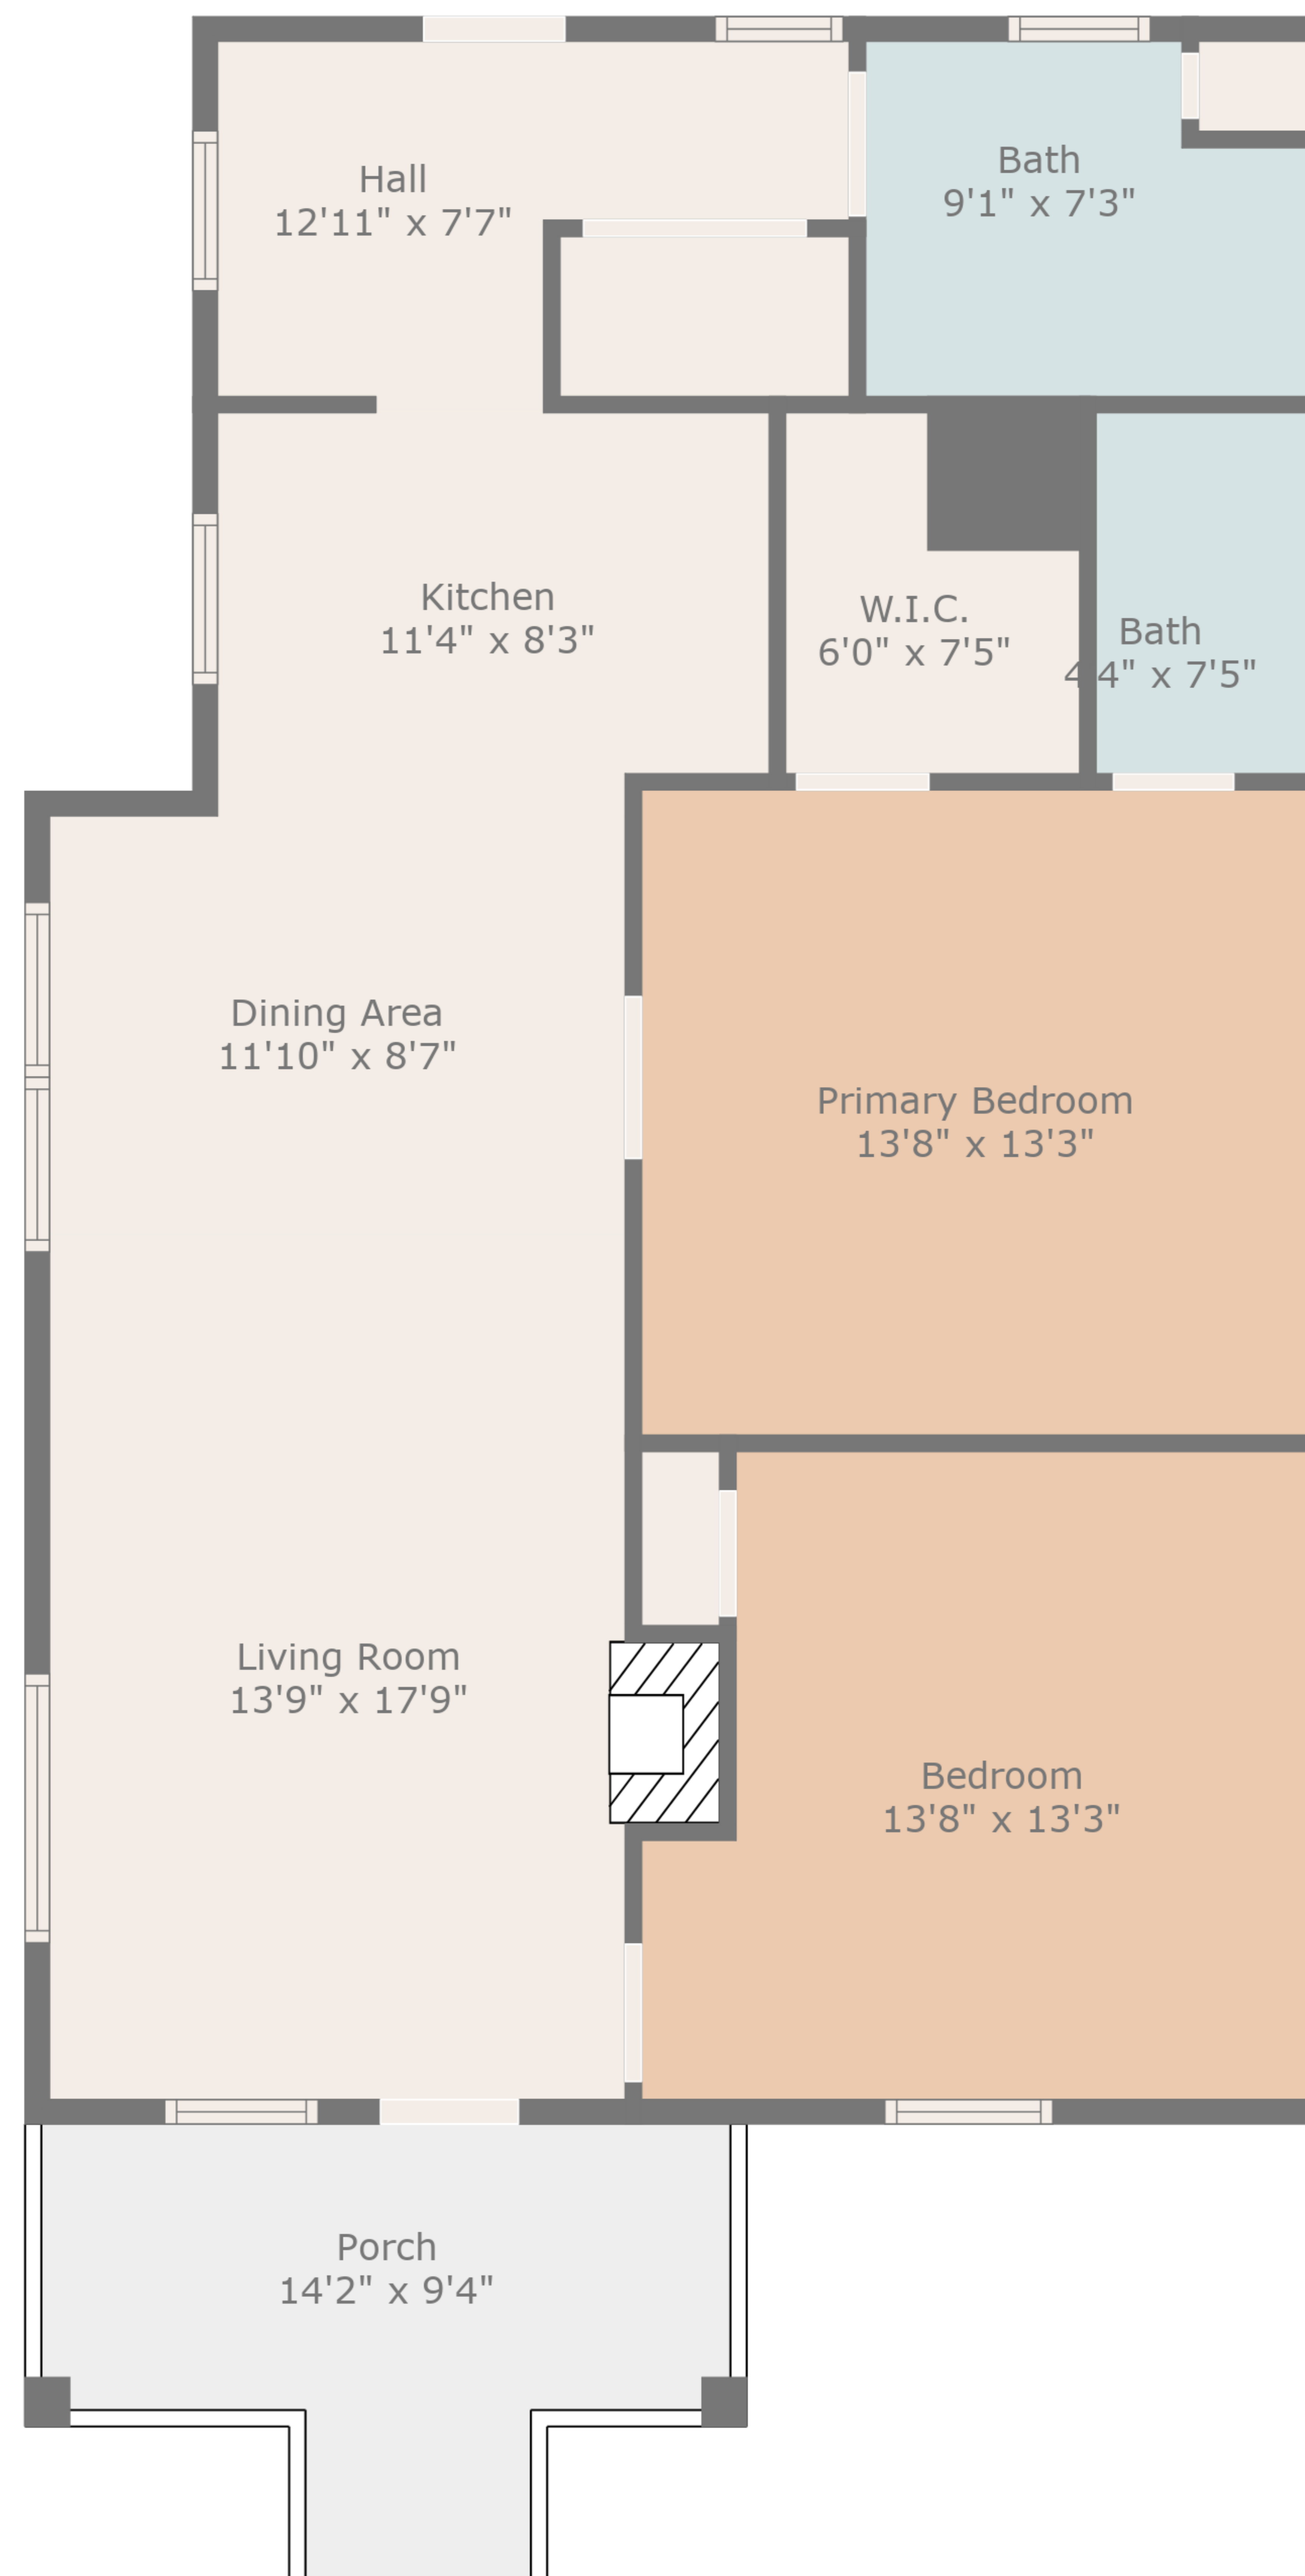 Hall
12'11" x 7'7"
Bath
9'1" x 7'3"
Kitchen
11'4" x 8'3"
W.I.C.
6'0" x 7'5"
Bath
4'4" x 7'5"
Dining Area
11'10" x 8'7"
Primary Bedroom
13'8" x 13'3"
Living Room
13'9" x 17'9"
Bedroom
13'8" x 13'3"
Porch
14'2" x 9'4"